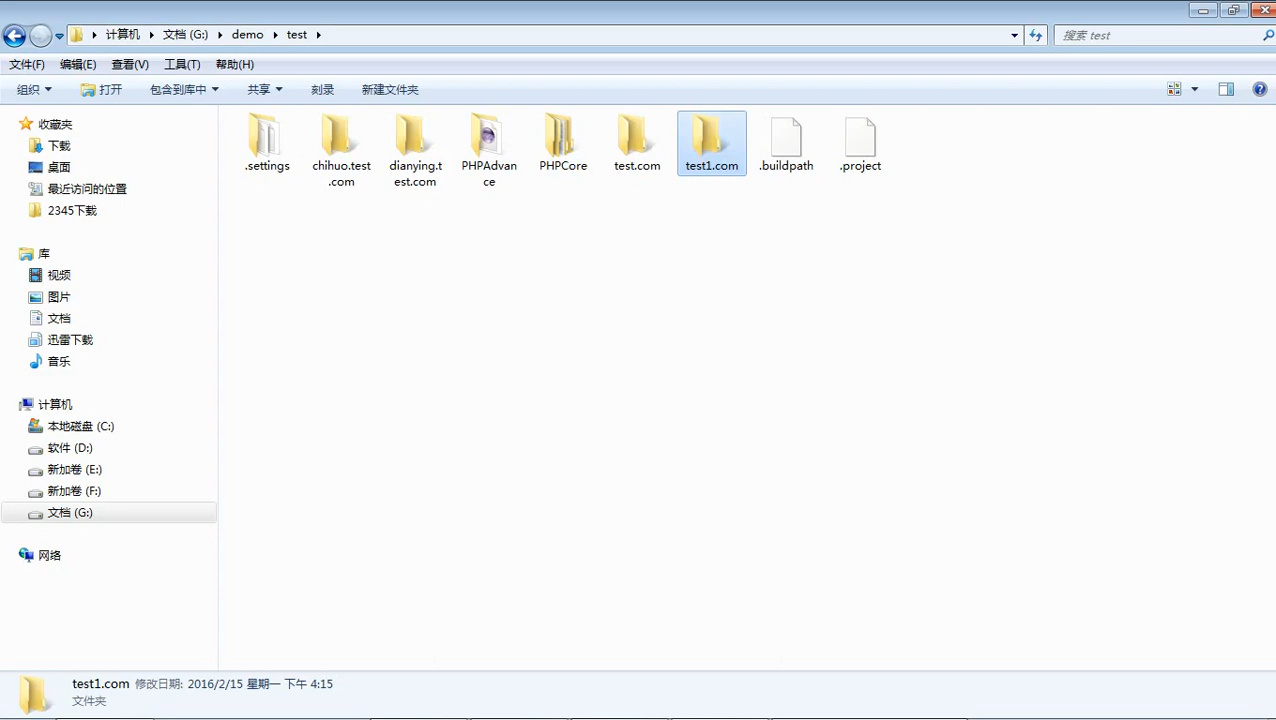 计算机 文档 (G:) demo test
搜索 test
文件(F) 编辑(E) 查看(V) 工具(T) 帮助(H)
组织 打开 包含到库中 共享 刻录 新建文件夹
收藏夹
下载
桌面
最近访问的位置
2345下载
库
视频
图片
文档
迅雷下载
音乐
计算机
本地磁盘 (C:)
软件 (D:)
新加卷 (E:)
新加卷 (F:)
文档 (G:)
网络
.settings
chihuo.test
.com
dianying.t
est.com
PHPAdvan
ce
PHPCore
test.com
test1.com
.buildpath
.project
test1.com 修改日期: 2016/2/15 星期一 下午 4:15
文件夹